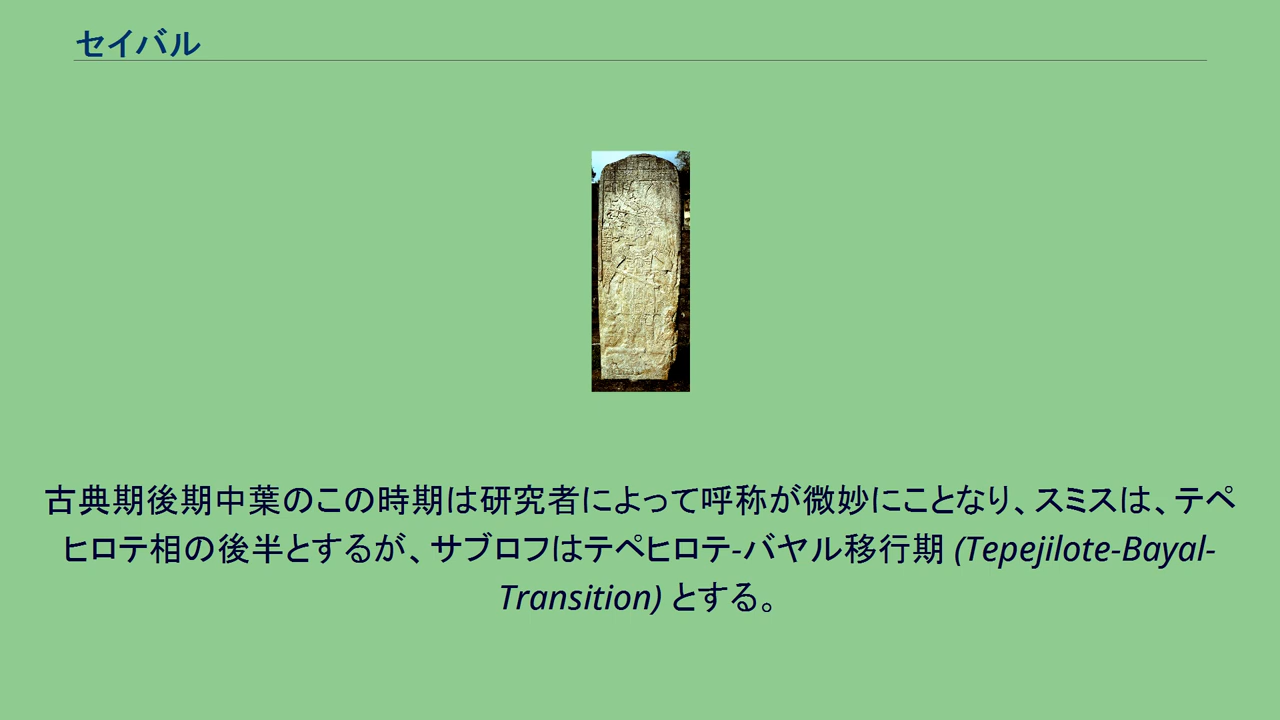 セイバル
古典期後期中葉のこの時期は研究者によって呼称が微妙にことなり、スミスは、テペ
ヒロテ相の後半とするが、サブロフはテペヒロテ-バヤル移行期 (Tepejilote-Bayal-
Transition) とする。